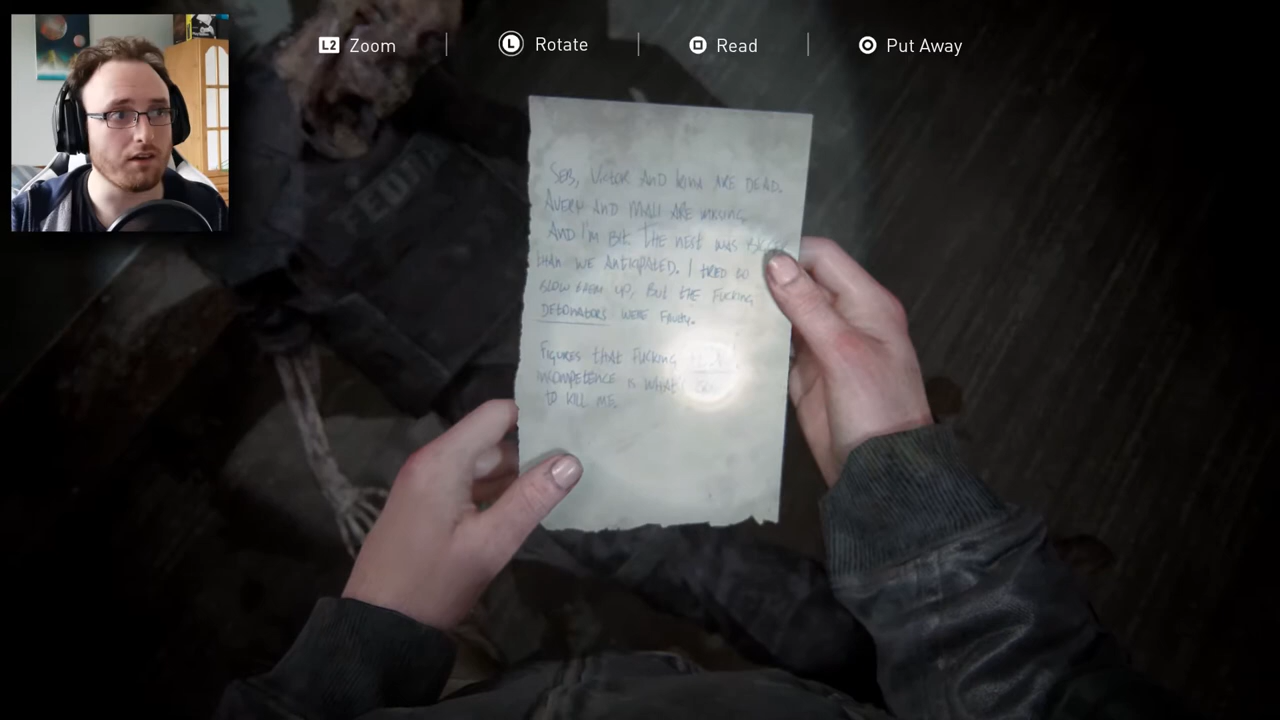 L2 Zoom
L Rotate
Read
Put Away
FEDRA
SEB, VICTOR AND KIM ARE DEAD.
AVERY AND MALI ARE MISSING
AND I'M BIT. THE NEST WAS BIGGER
THAN WE ANTICIPATED. I TRIED TO
BLOW THEM UP, BUT THE FUCKING
DETONATORS WERE FAULTY.
FIGURES THAT FUCKING
INCOMPETENCE IS WHAT
TO KILL ME.